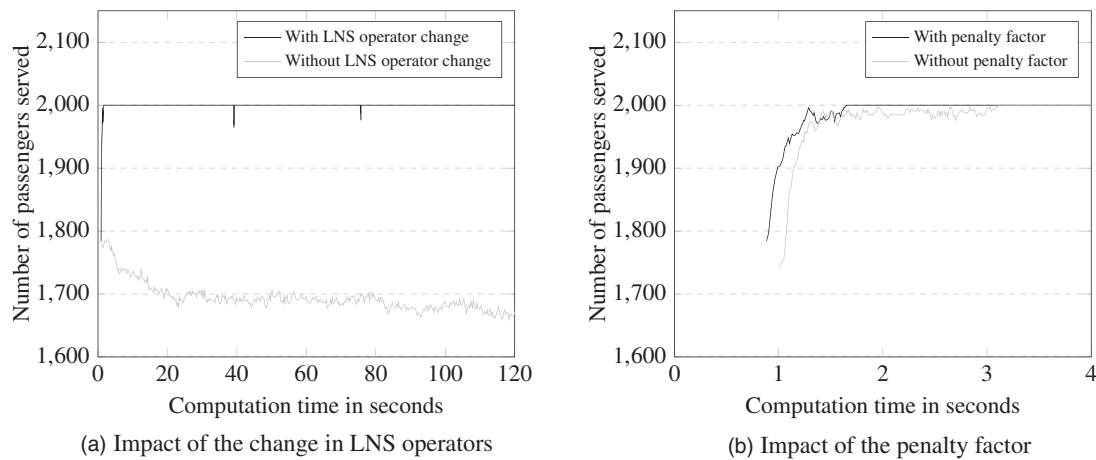 Number of passengers served
2,100
2,000
1,900
1,800
1,700
1,600
With LNS operator change
Without LNS operator change
0 20 40 60 80 100 120
Computation time in seconds
(a) Impact of the change in LNS operators
Number of passengers served
2,100
2,000
1,900
1,800
1,700
1,600
With penalty factor
Without penalty factor
0 1 2 3 4
Computation time in seconds
(b) Impact of the penalty factor